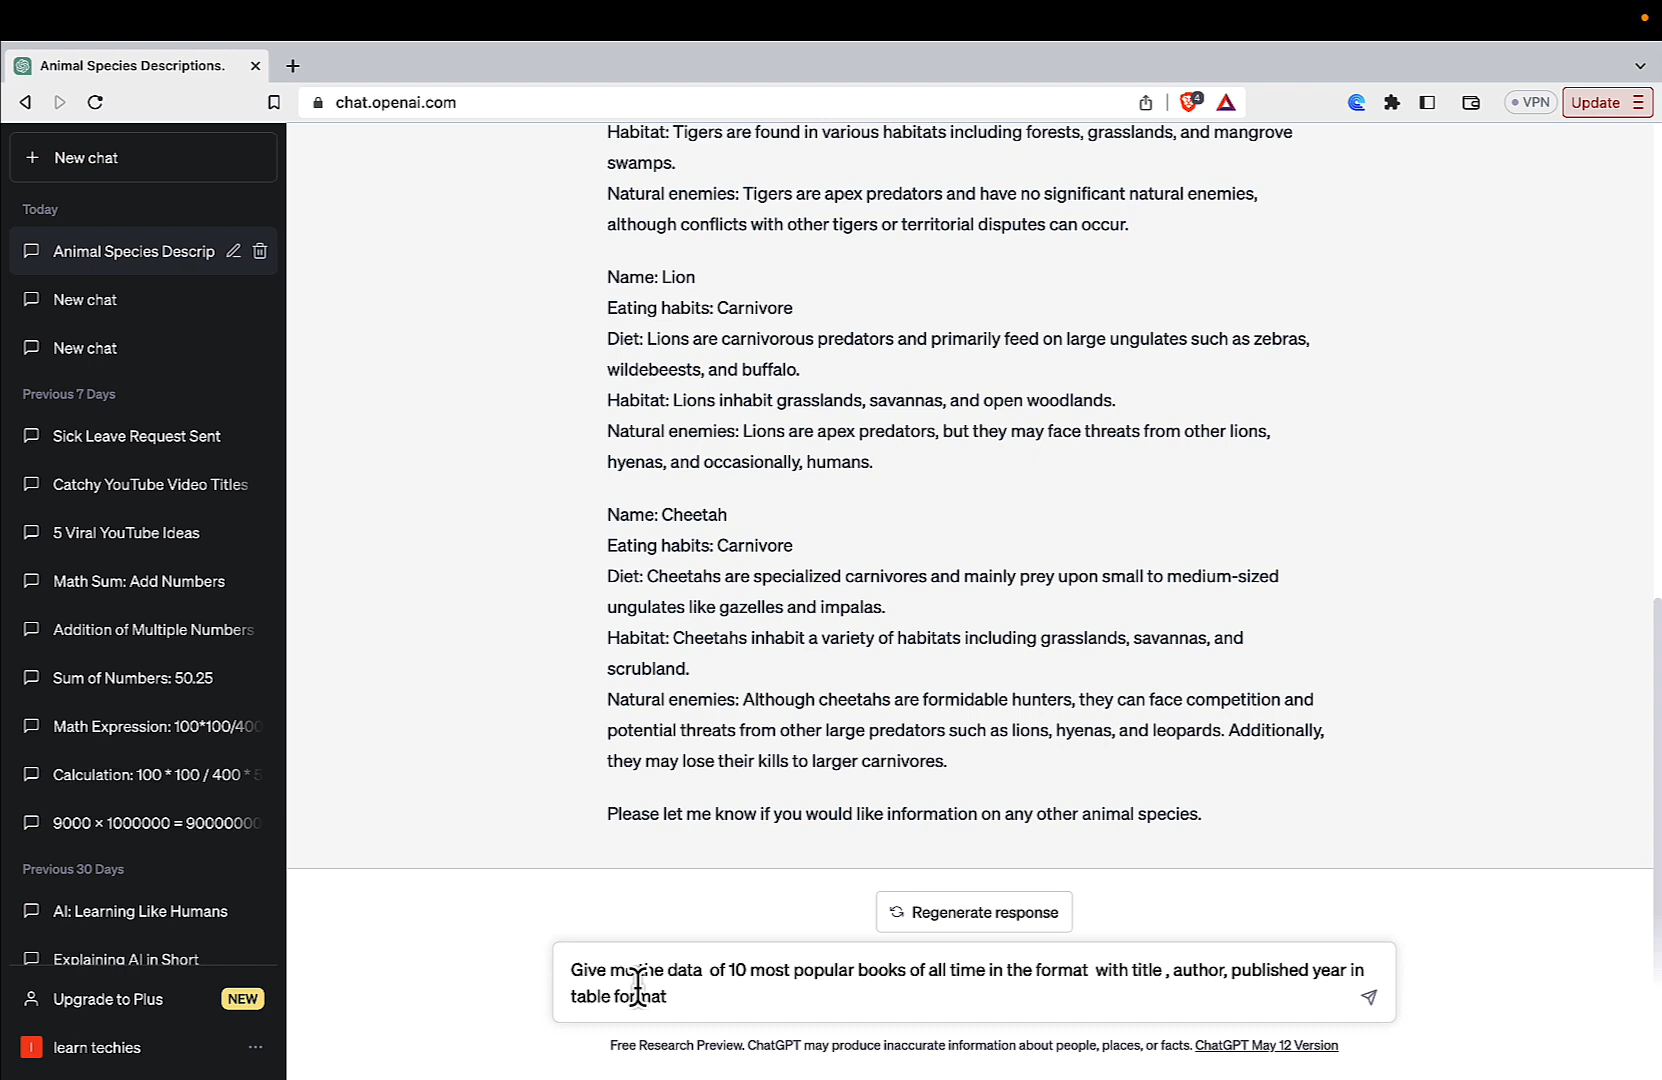 Animal Species Descriptions.
chat.openai.com
4
VPN
Update
New chat
Today
Animal Species Descrip
New chat
New chat
Previous 7 Days
Sick Leave Request Sent
Catchy YouTube Video Titles
5 Viral YouTube Ideas
Math Sum: Add Numbers
Addition of Multiple Numbers
Sum of Numbers: 50.25
Math Expression: 100*100/400
Calculation: 100 * 100 / 400 * 5
9000 × 1000000 = 90000000
Previous 30 Days
AI: Learning Like Humans
Explaining AI in Short
Upgrade to Plus
NEW
learn techies
Habitat: Tigers are found in various habitats including forests, grasslands, and mangrove
swamps.
Natural enemies: Tigers are apex predators and have no significant natural enemies,
although conflicts with other tigers or territorial disputes can occur.
Name: Lion
Eating habits: Carnivore
Diet: Lions are carnivorous predators and primarily feed on large ungulates such as zebras,
wildebeests, and buffalo.
Habitat: Lions inhabit grasslands, savannas, and open woodlands.
Natural enemies: Lions are apex predators, but they may face threats from other lions,
hyenas, and occasionally, humans.
Name: Cheetah
Eating habits: Carnivore
Diet: Cheetahs are specialized carnivores and mainly prey upon small to medium-sized
ungulates like gazelles and impalas.
Habitat: Cheetahs inhabit a variety of habitats including grasslands, savannas, and
scrubland.
Natural enemies: Although cheetahs are formidable hunters, they can face competition and
potential threats from other large predators such as lions, hyenas, and leopards. Additionally,
they may lose their kills to larger carnivores.
Please let me know if you would like information on any other animal species.
Regenerate response
Give me the data of 10 most popular books of all time in the format with title , author, published year in
table format
Free Research Preview. ChatGPT may produce inaccurate information about people, places, or facts. ChatGPT May 12 Version